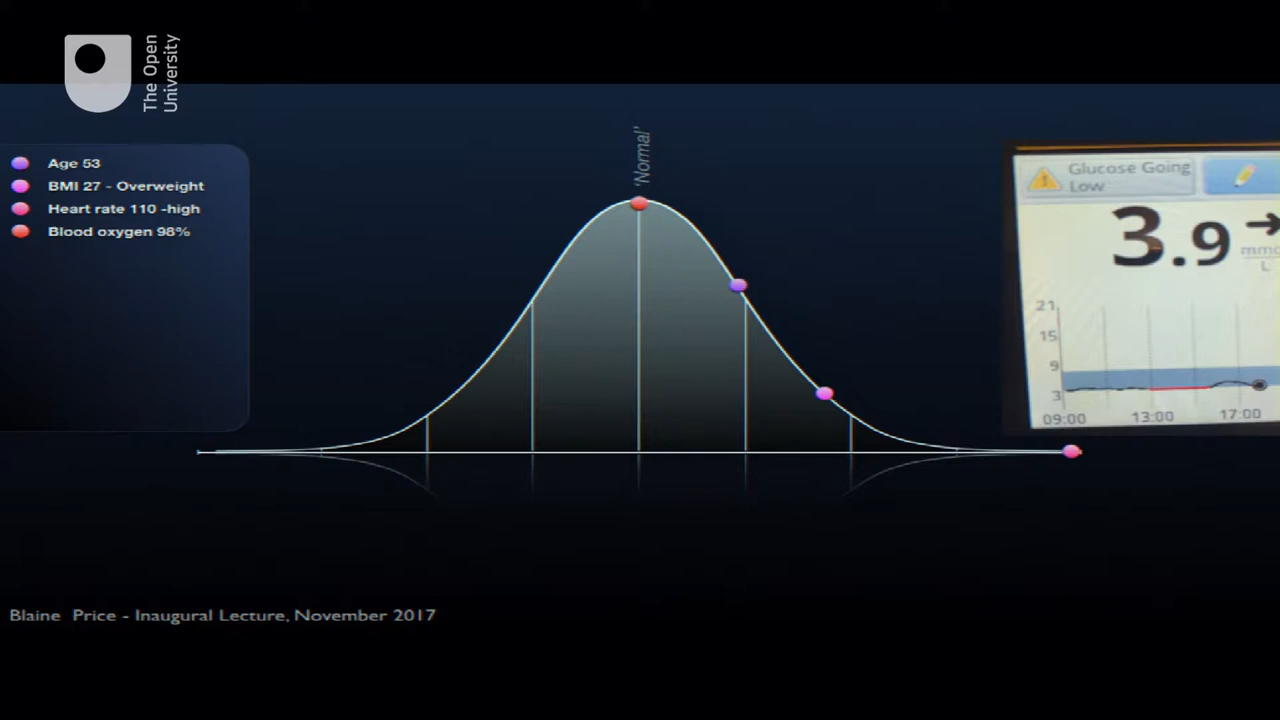 The Open
University
Age 53
BMI 27 - Overweight
Heart rate 110 -high
Blood oxygen 98%
'Normal'
Glucose Going
Low
3.9
21
15
9
3
09:00
13:00
17:00
Blaine Price - Inaugural Lecture, November 2017